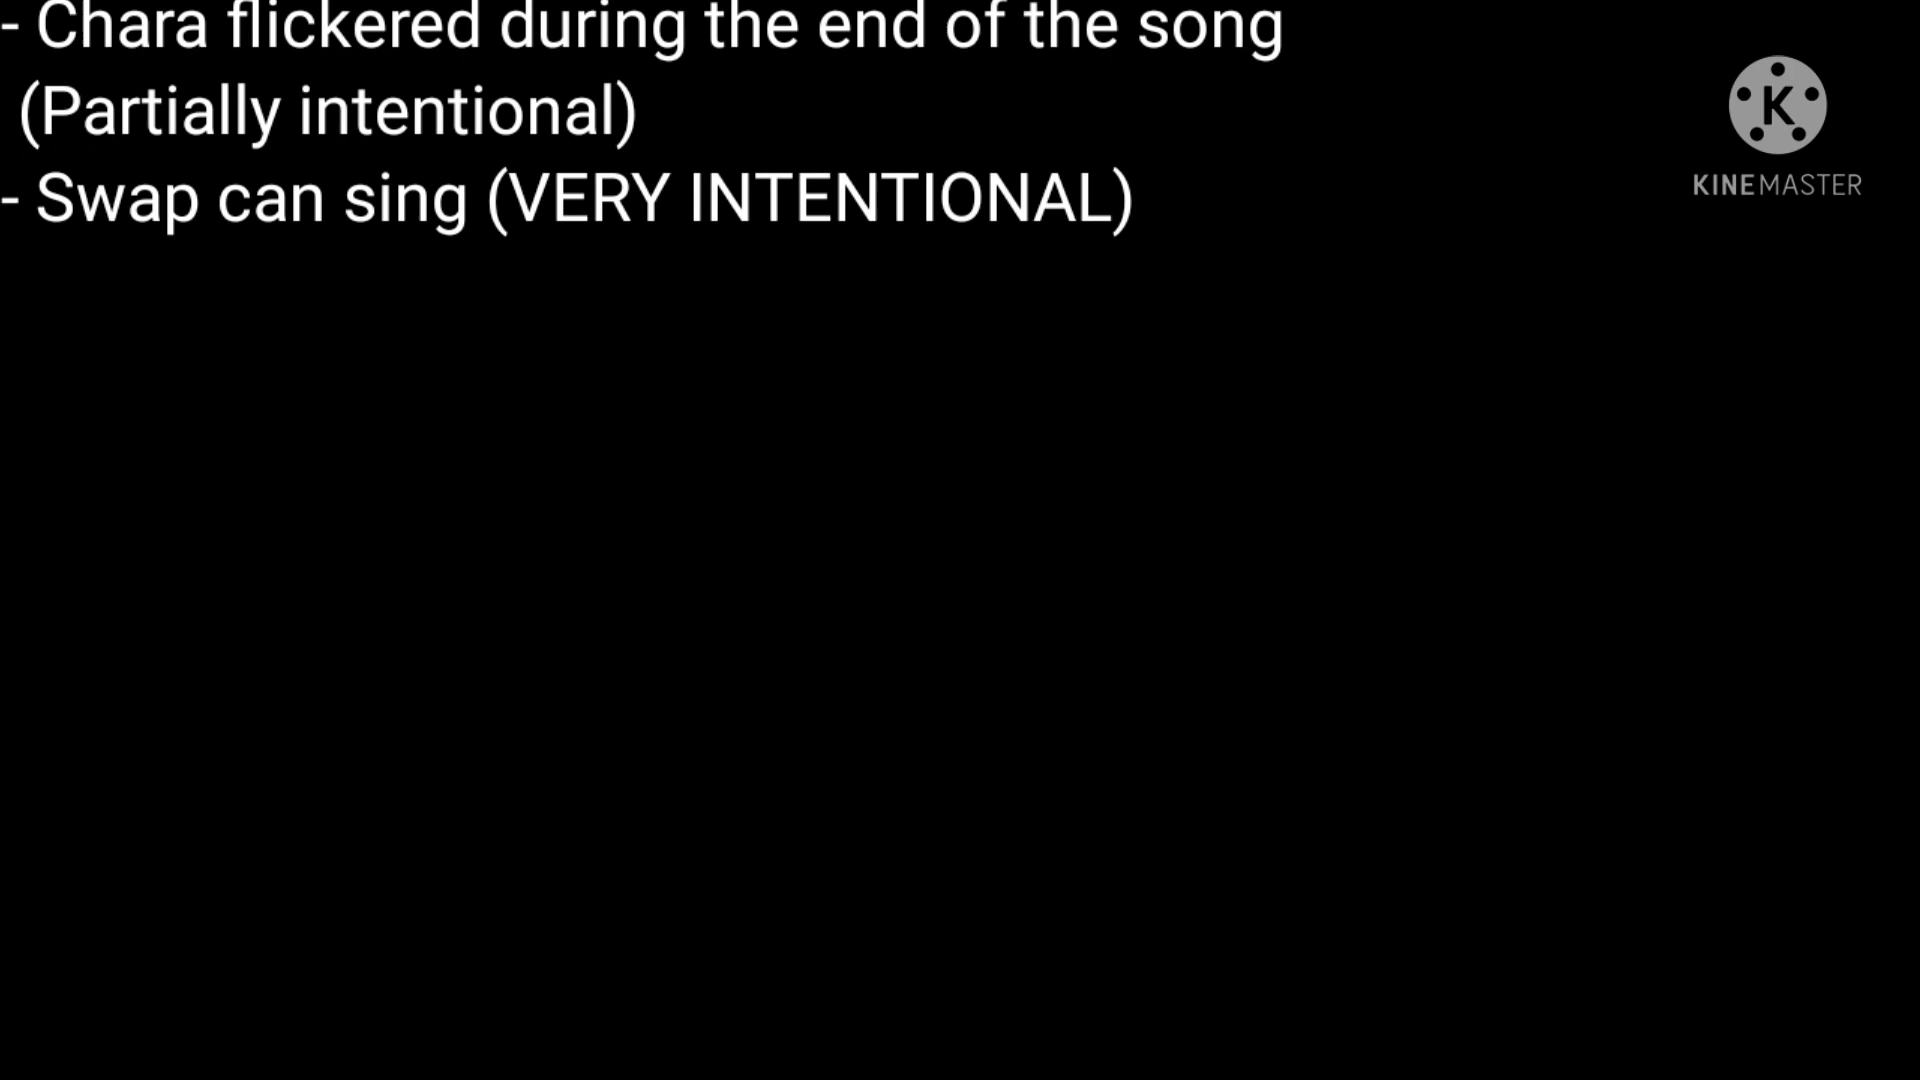 - Chara flickered during the end of the song
(Partially intentional)
- Swap can sing (VERY INTENTIONAL)
K
KINEMASTER